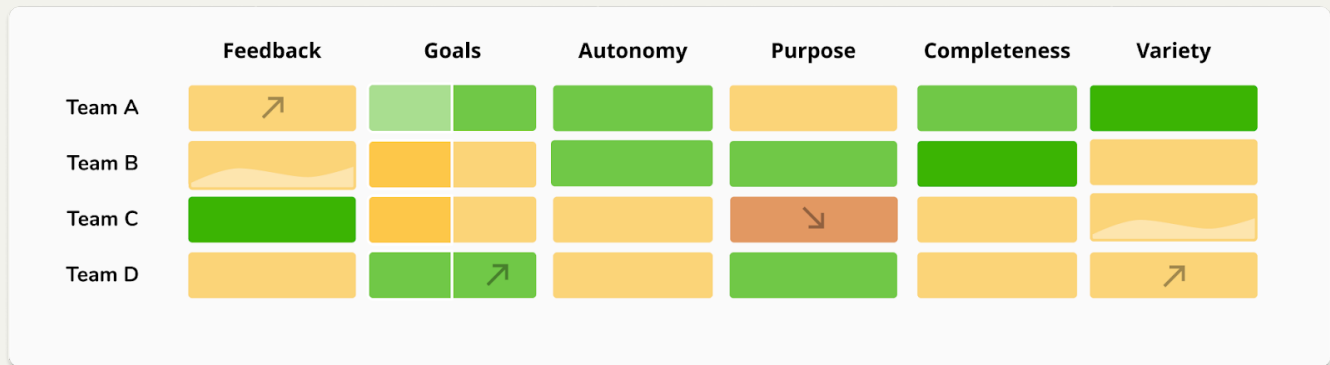 Feedback Goals Autonomy Purpose Completeness Variety
Team A
Team B
Team C
Team D